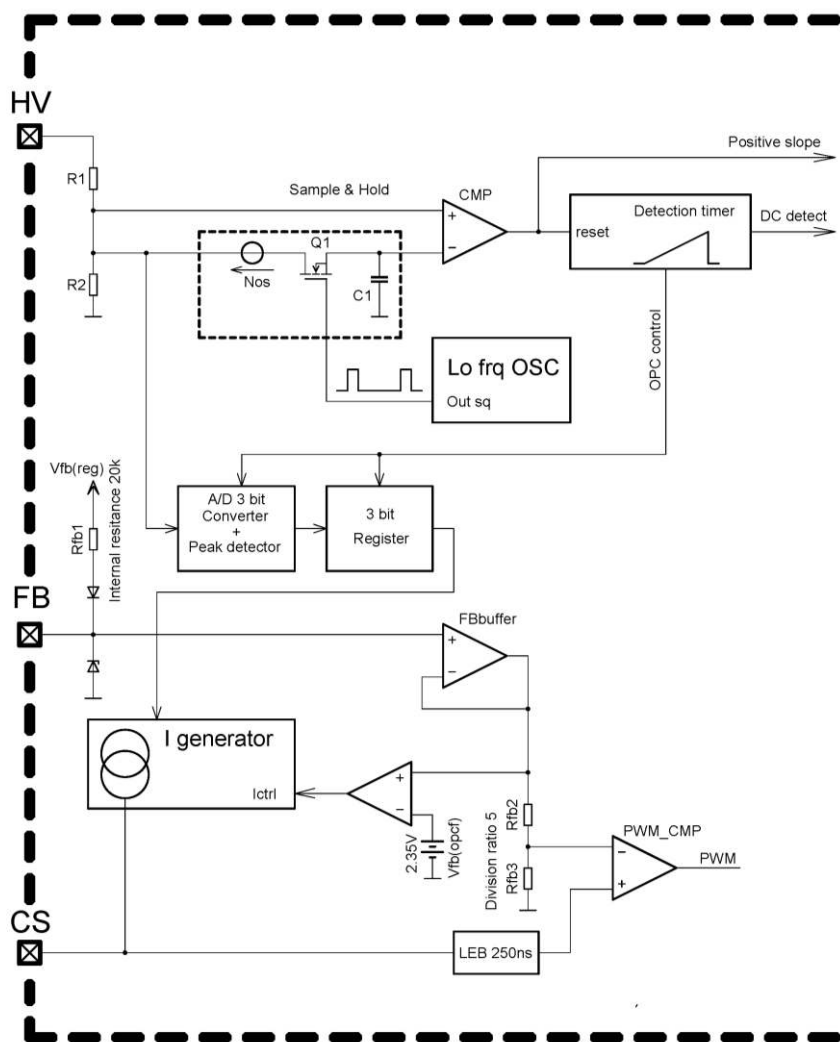 HV
Positive slope
R1
Sample & Hold
CMP
Detection timer
DC detect
+
reset
Q1
−
Nos
C1
R2
OPC control
Lo frq OSC
Out sq
Vfb(reg)
Internal resitance 20k
Rfb1
A/D 3 bit
Converter
+
Peak detector
3 bit
Register
FB
FBbuffer
+
−
I generator
Ictrl
+
−
2.35V
Vfb(opcf)
Division ratio 5
Rfb2
Rfb3
PWM_CMP
−
+
PWM
CS
LEB 250ns